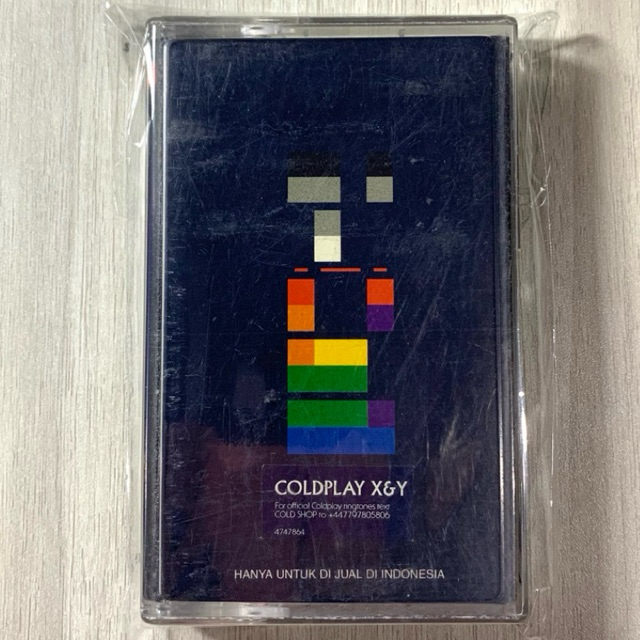 COLDPLAY X&Y
For official Coldplay ringtones text
COLD SHOP to +447797805806
4747864
HANYA UNTUK DI JUAL DI INDONESIA